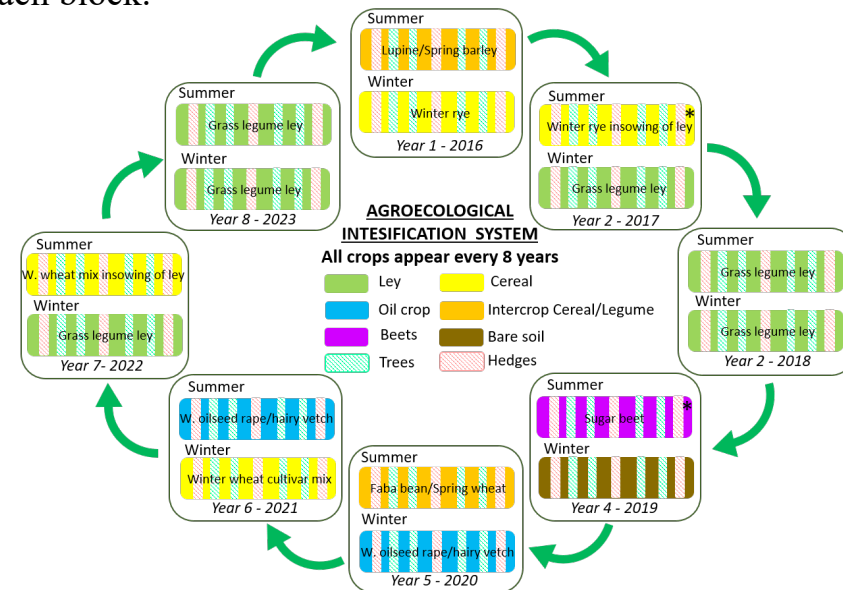 ach block.
Summer
Lupine/Spring barley
Winter
Winter rye
Year 1 - 2016
Summer
*
Winter rye insowing of ley
Winter
Grass legume ley
Year 2 - 2017
Summer
Grass legume ley
Winter
Grass legume ley
Year 2 - 2018
Summer
*
Sugar beet
Winter
Year 4 - 2019
Summer
Faba bean/Spring wheat
Winter
W. oilseed rape/hairy vetch
Year 5 - 2020
Summer
W. oilseed rape/hairy vetch
Winter
Winter wheat cultivar mix
Year 6 - 2021
Summer
W. wheat mix insowing of ley
Winter
Grass legume ley
Year 7- 2022
Summer
Grass legume ley
Winter
Grass legume ley
Year 8 - 2023
AGROECOLOGICAL
INTESIFICATION SYSTEM
All crops appear every 8 years
Ley
Cereal
Oil crop
Intercrop Cereal/Legume
Beets
Bare soil
Trees
Hedges